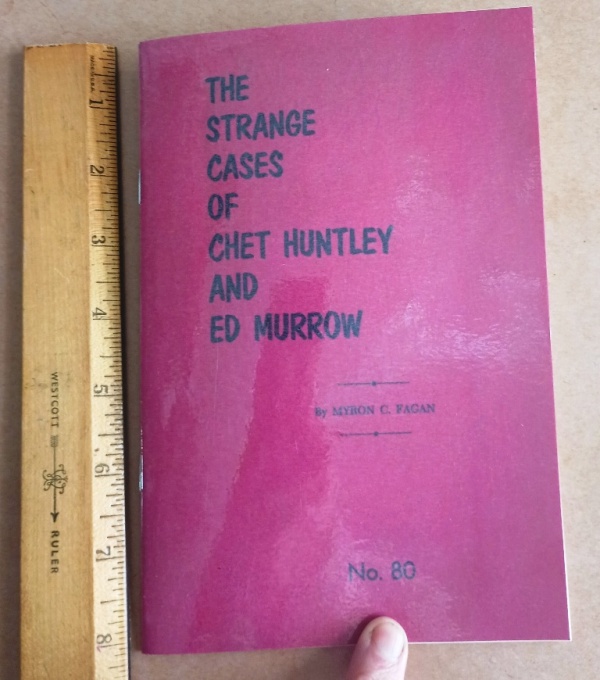 THE
STRANGE
CASES
OF
CHET HUNTLEY
AND
ED MURROW
By MYRON C. FAGAN
No. 80
1
2
3
4
5
6
7
8
WESTCOTT
RULER